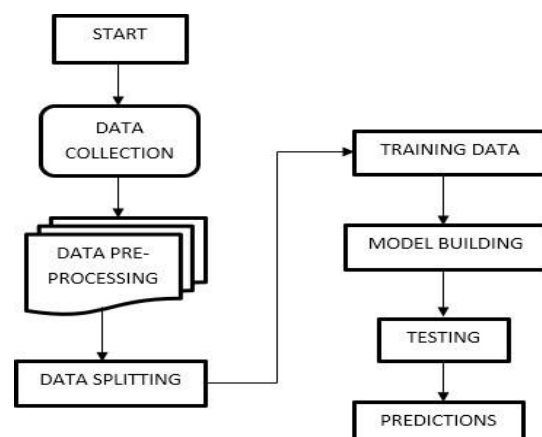 START
DATA
COLLECTION
DATA PRE-
PROCESSING
DATA SPLITTING
TRAINING DATA
MODEL BUILDING
TESTING
PREDICTIONS